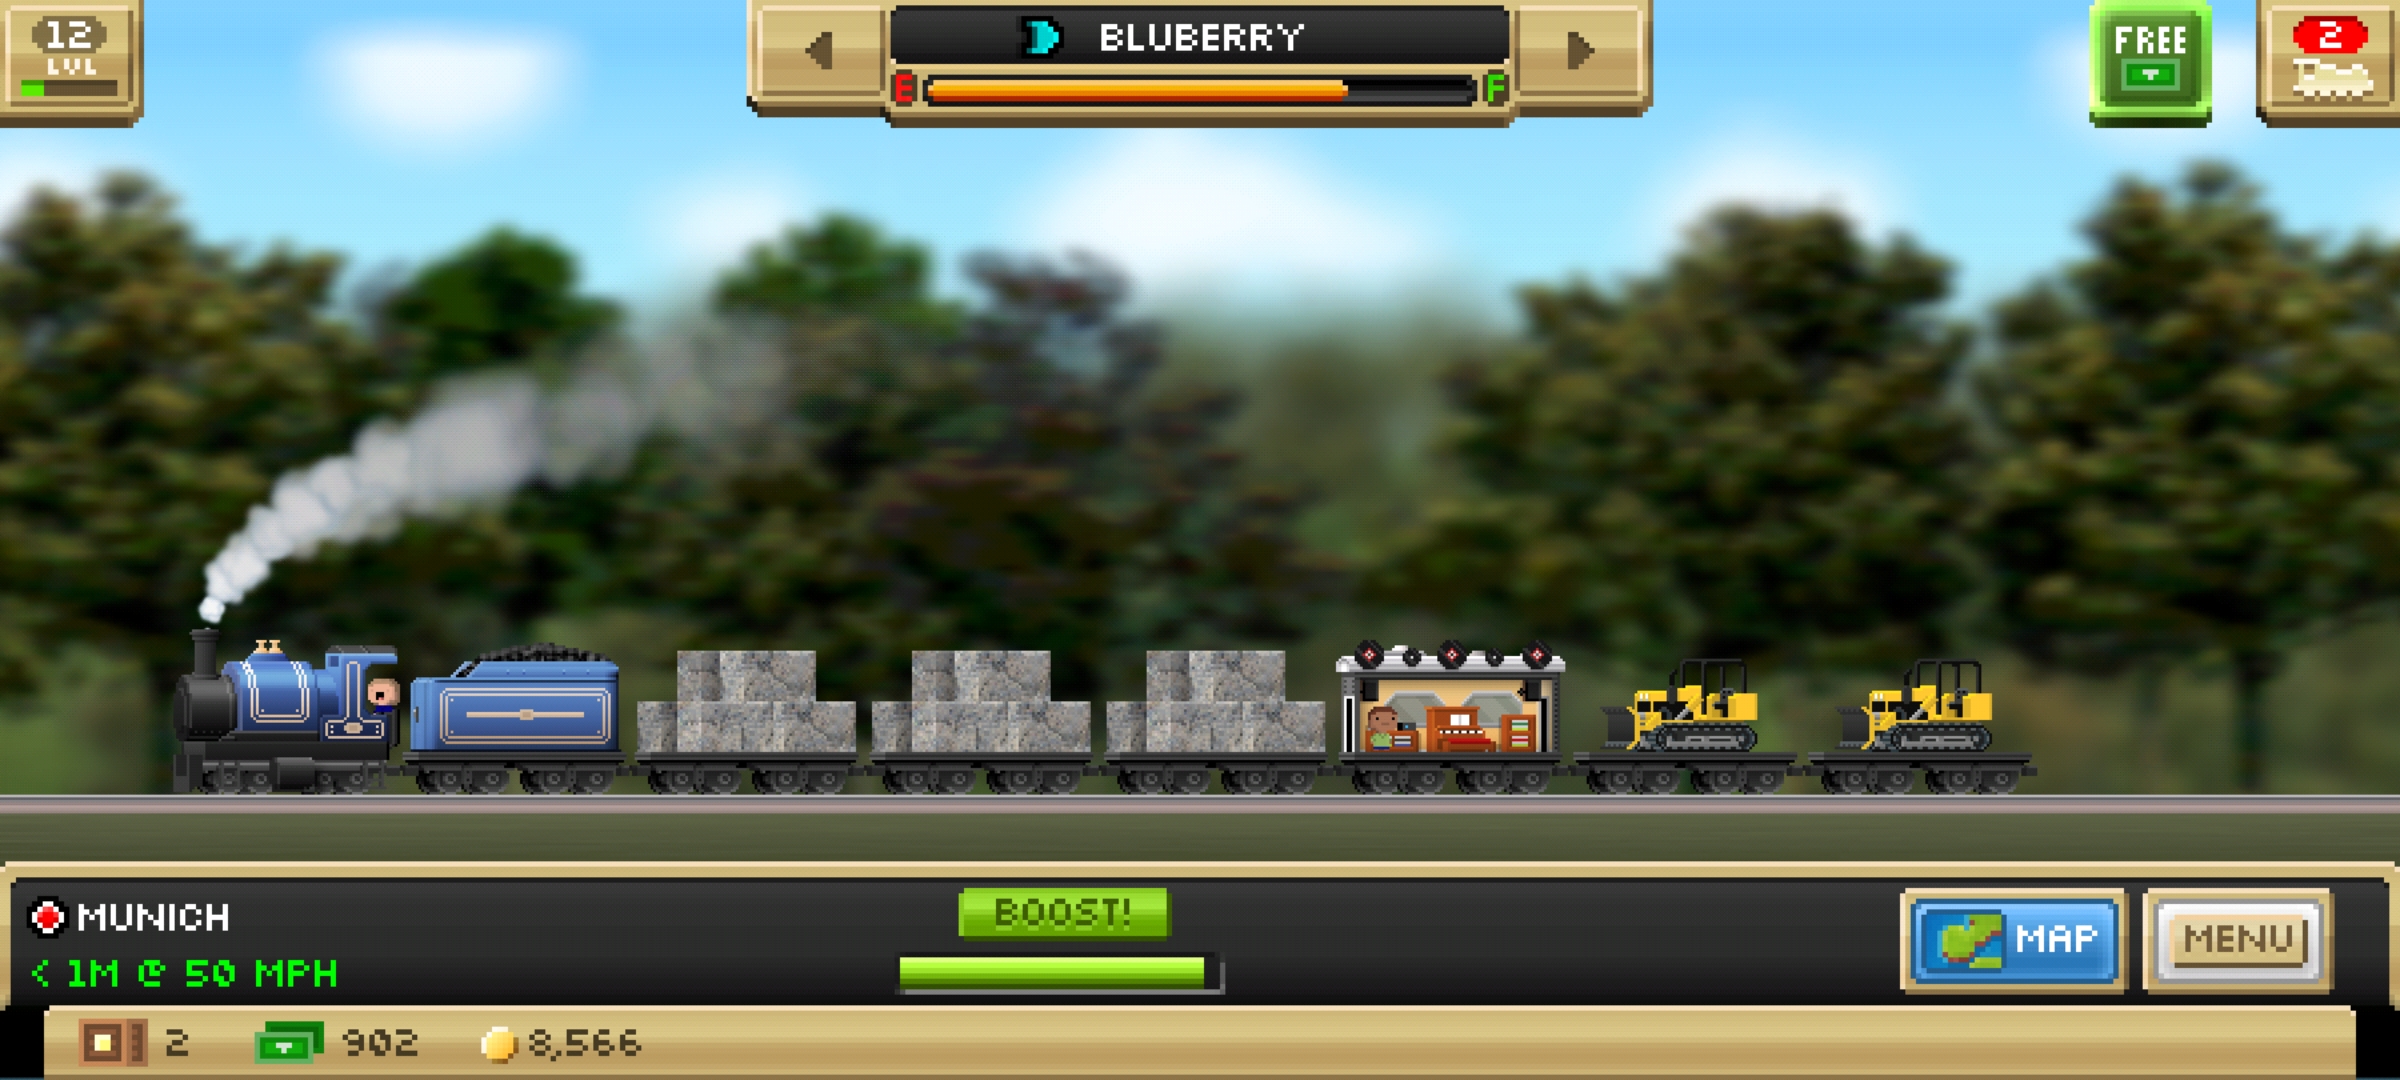 12
LVL
BLUBERRY
E F
FREE
2
MUNICH
< 1M @ 50 MPH
BOOST!
MAP
MENU
2
902
8,566